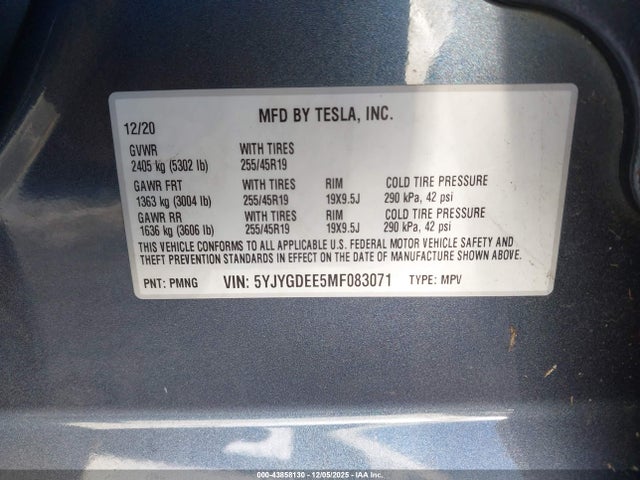 MFD BY TESLA, INC.
12/20
GVWR WITH TIRES
2405 kg (5302 lb) 255/45R19
GAWR FRT WITH TIRES RIM COLD TIRE PRESSURE
1363 kg (3004 lb) 255/45R19 19X9.5J 290 kPa, 42 psi
GAWR RR WITH TIRES RIM COLD TIRE PRESSURE
1636 kg (3606 lb) 255/45R19 19X9.5J 290 kPa, 42 psi
THIS VEHICLE CONFORMS TO ALL APPLICABLE U.S. FEDERAL MOTOR VEHICLE SAFETY AND
THEFT PREVENTION STANDARDS IN EFFECT ON THE DATE OF MANUFACTURE SHOWN ABOVE.
PNT: PMNG VIN: 5YJYGDEE5MF083071 TYPE: MPV
000-43858130 - 12/05/2025 - IAA Inc.